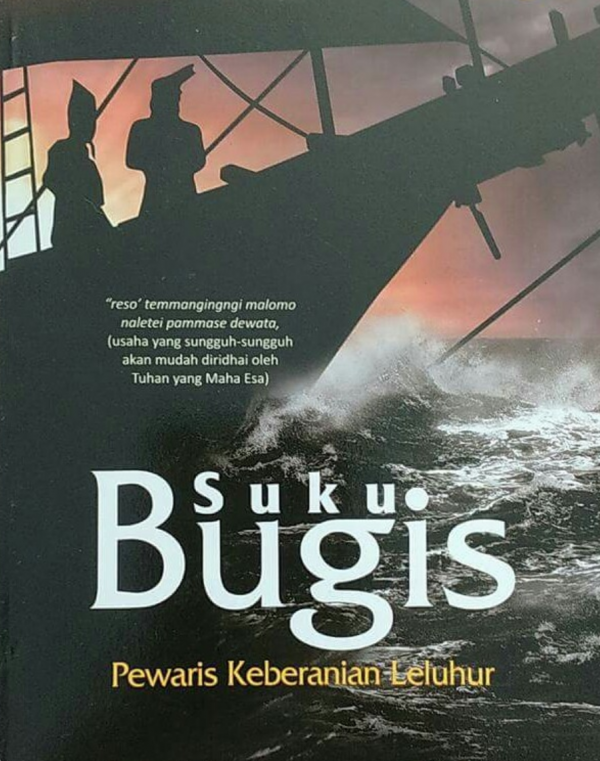 "reso' temmangingngi malomo
naletei pammase dewata,
(usaha yang sungguh-sungguh
akan mudah diridhai oleh
Tuhan yang Maha Esa)
Suku
Bugis
Pewaris Keberanian Leluhur